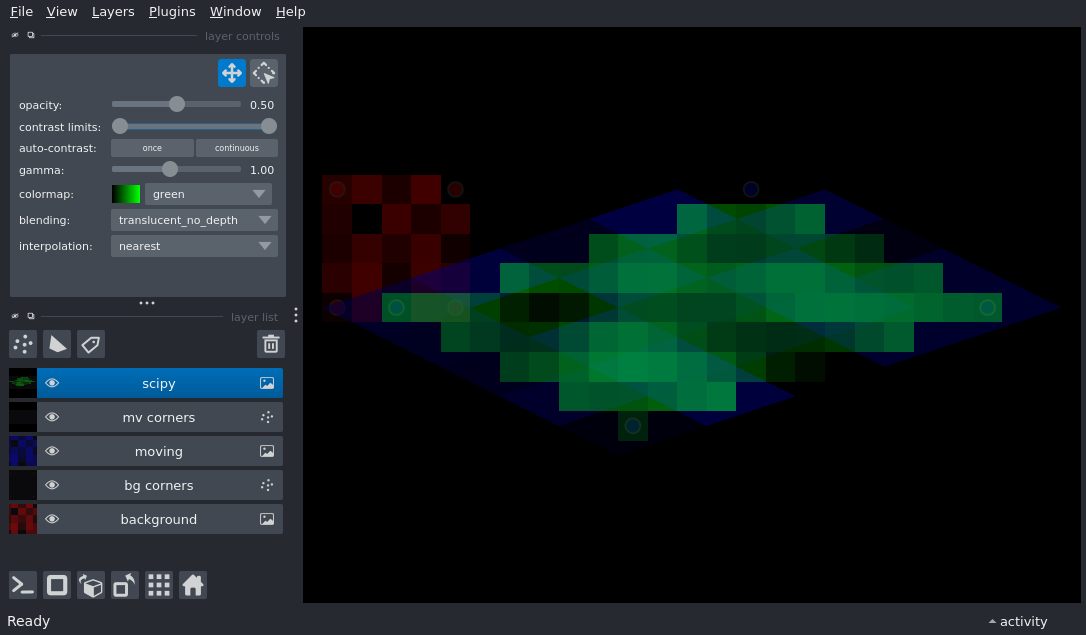 File View Layers Plugins Window Help
layer controls
opacity: 0.50
contrast limits:
auto-contrast: once continuous
gamma: 1.00
colormap: green
blending: translucent_no_depth
interpolation: nearest
layer list
scipy
mv corners
moving
bg corners
background
Ready
activity